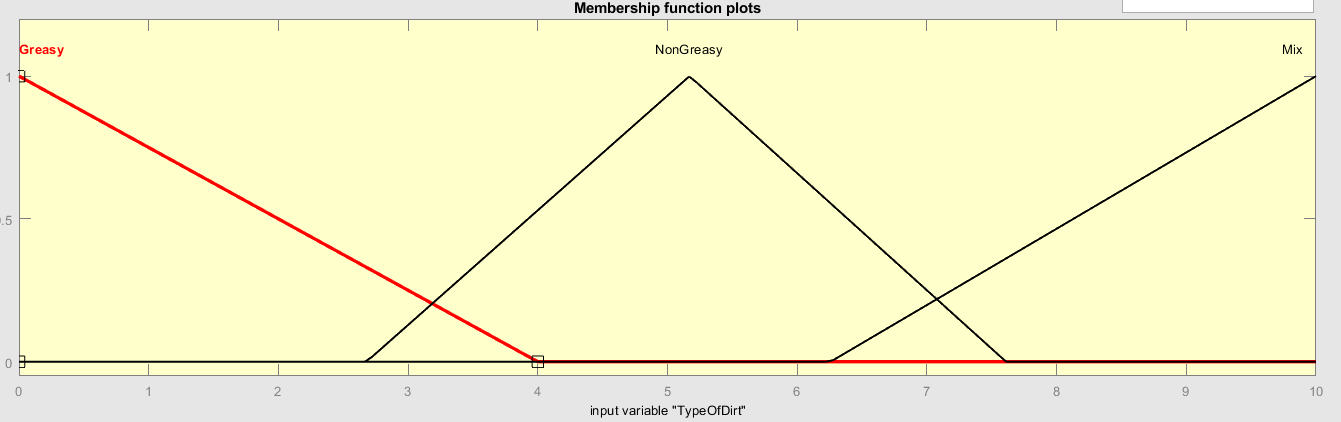 Membership function plots
Greasy NonGreasy Mix
1
0.5
0
0 1 2 3 4 5 6 7 8 9 10
input variable "TypeOfDirt"